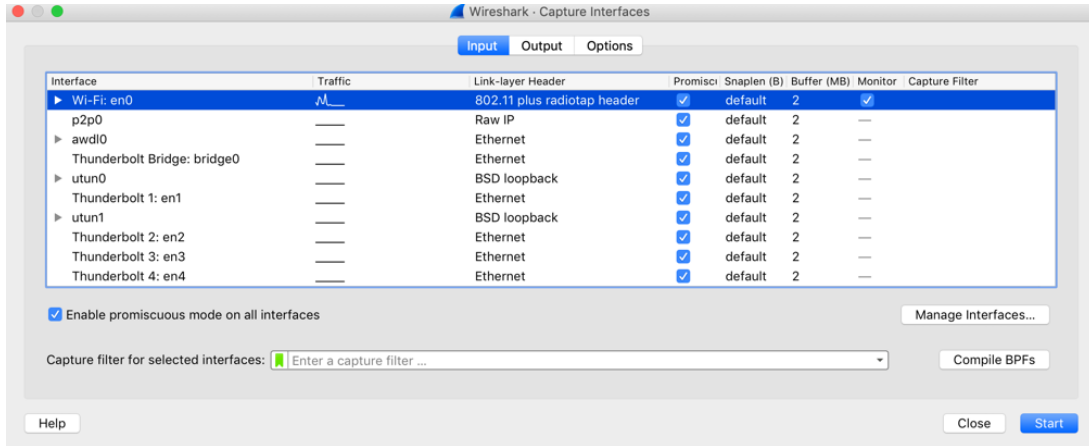 Wireshark · Capture Interfaces
Input Output Options
Interface Traffic Link-layer Header Promisc Snaplen (B) Buffer (MB) Monitor Capture Filter
Wi-Fi: en0 802.11 plus radiotap header default 2
p2p0 Raw IP default 2 —
awdl0 Ethernet default 2 —
Thunderbolt Bridge: bridge0 Ethernet default 2 —
utun0 BSD loopback default 2 —
Thunderbolt 1: en1 Ethernet default 2 —
utun1 BSD loopback default 2 —
Thunderbolt 2: en2 Ethernet default 2 —
Thunderbolt 3: en3 Ethernet default 2 —
Thunderbolt 4: en4 Ethernet default 2 —
Enable promiscuous mode on all interfaces Manage Interfaces...
Capture filter for selected interfaces: Enter a capture filter ... Compile BPFs
Help Close Start